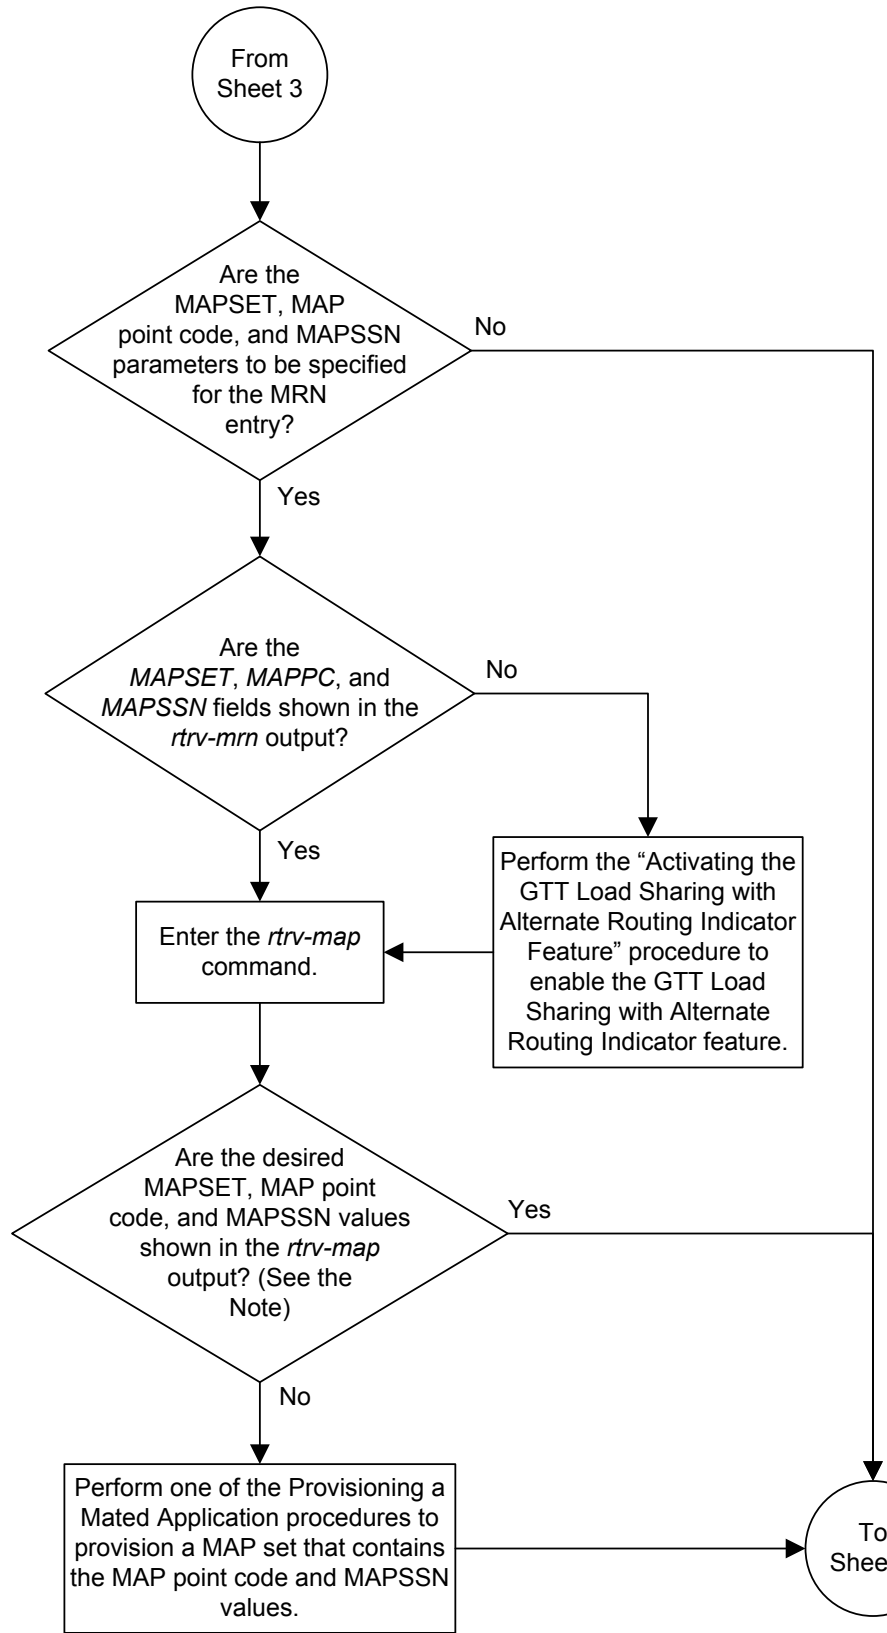 From
Sheet 3
Are the
MAPSET, MAP
point code, and MAPSSN
parameters to be specified
for the MRN
entry?
No
Yes
Are the
MAPSET, MAPPC, and
MAPSSN fields shown in the
rtrv-mrn output?
No
Yes
Perform the “Activating the
GTT Load Sharing with
Alternate Routing Indicator
Feature” procedure to
enable the GTT Load
Sharing with Alternate
Routing Indicator feature.
Enter the rtrv-map
command.
Are the desired
MAPSET, MAP point
code, and MAPSSN values
shown in the rtrv-map
output? (See the
Note)
Yes
No
Perform one of the Provisioning a
Mated Application procedures to
provision a MAP set that contains
the MAP point code and MAPSSN
values.
To